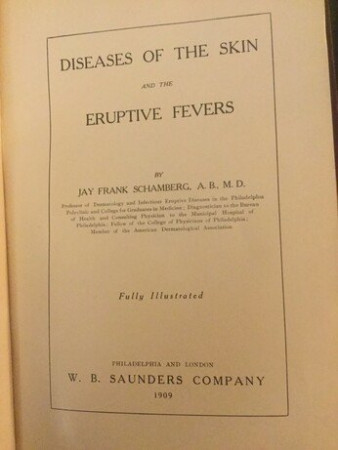 DISEASES OF THE SKIN
AND THE
ERUPTIVE FEVERS
BY
JAY FRANK SCHAMBERG, A. B., M. D.
Professor of Dermatology and Infectious Eruptive Diseases in the Philadelphia
Polyclinic and College for Graduates in Medicine; Diagnostician to the Bureau
of Health and Consulting Physician to the Municipal Hospital of
Philadelphia; Fellow of the College of Physicians of Philadelphia;
Member of the American Dermatological Association.
Fully Illustrated
PHILADELPHIA AND LONDON
W. B. SAUNDERS COMPANY
1909